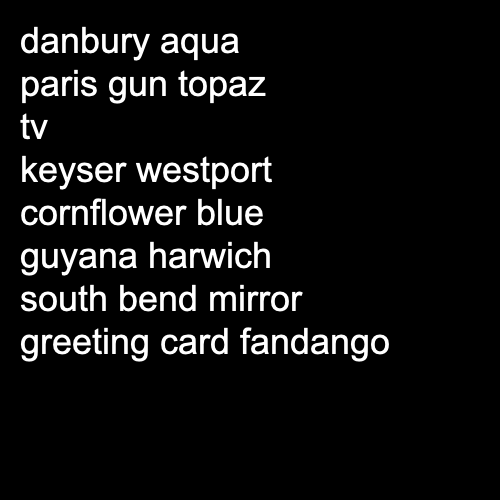 danbury aqua
paris gun topaz
tv
keyser westport
cornflower blue
guyana harwich
south bend mirror
greeting card fandango